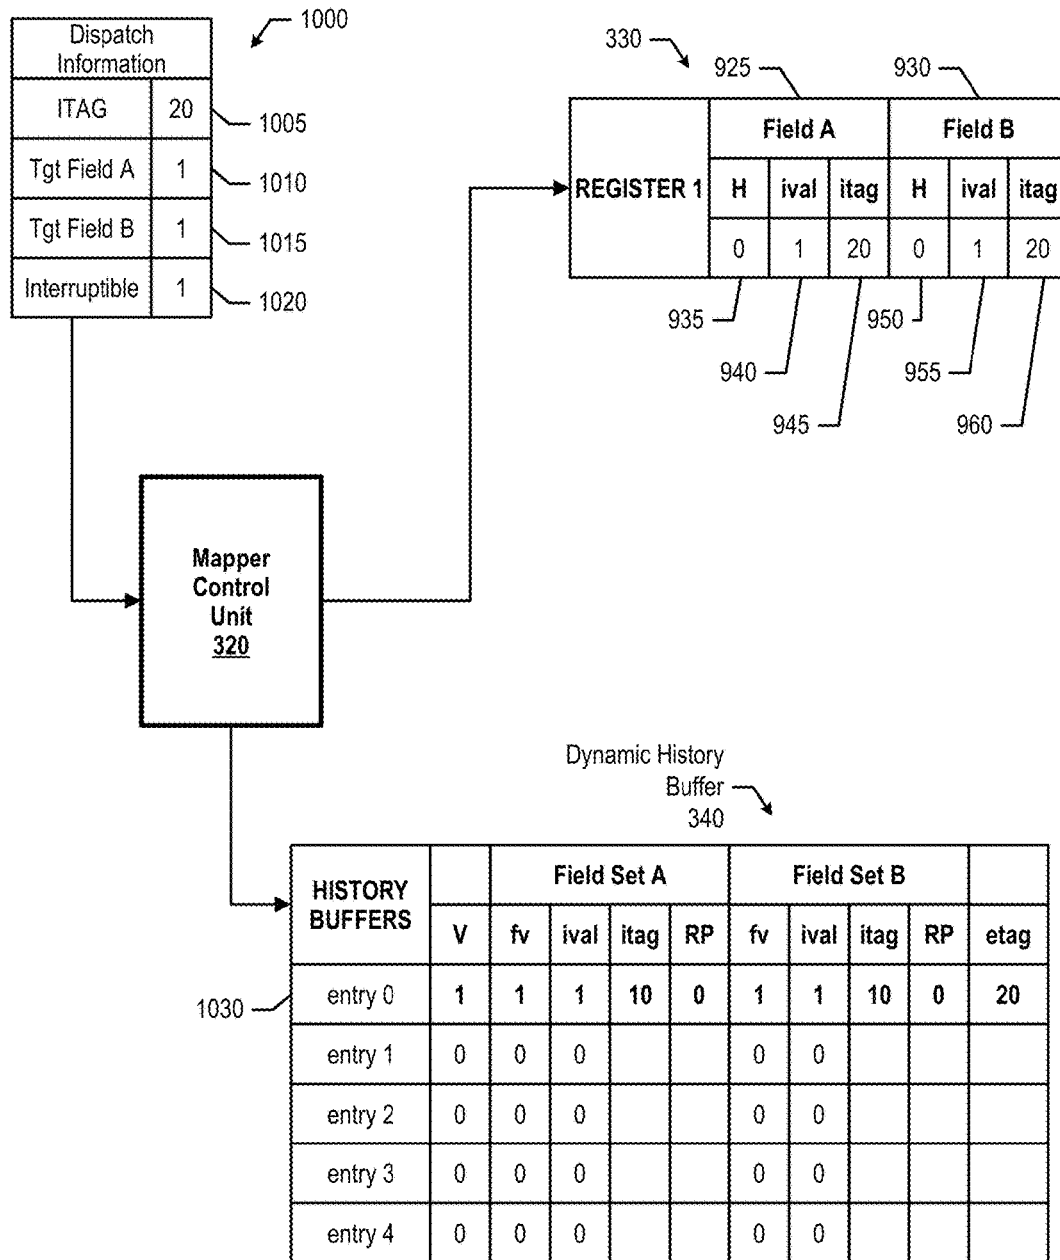 Dispatch
Information
ITAG 20
Tgt Field A 1
Tgt Field B 1
Interruptible 1
1000
1005
1010
1015
1020
330
925
930
REGISTER 1
Field A Field B
H ival itag H ival itag
0 1 20 0 1 20
935
950
940
955
945
960
Mapper
Control
Unit
320
Dynamic History
Buffer
340
HISTORY
BUFFERS
Field Set A Field Set B
V fv ival itag RP fv ival itag RP etag
1030
entry 0 1 1 1 10 0 1 1 10 0 20
entry 1 0 0 0 0 0
entry 2 0 0 0 0 0
entry 3 0 0 0 0 0
entry 4 0 0 0 0 0